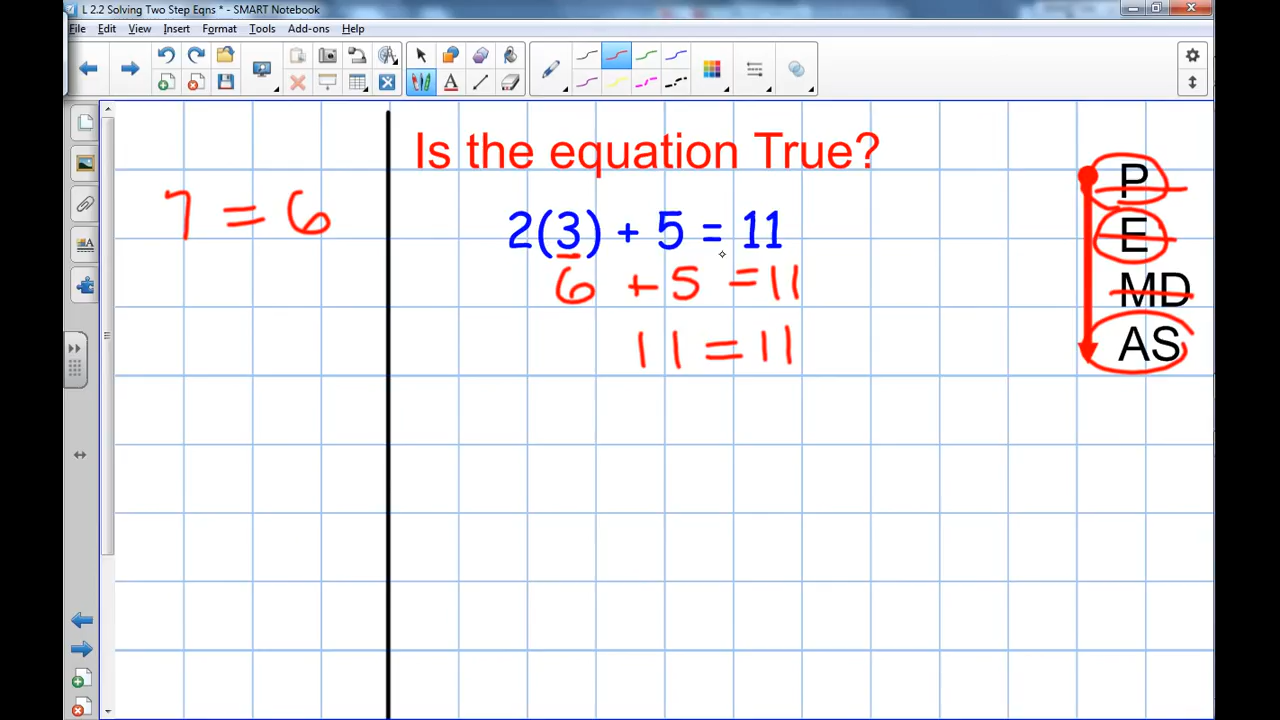 L 2.2 Solving Two Step Eqns * - SMART Notebook
File Edit View Insert Format Tools Add-ons Help
Is the equation True?
7 = 6
2(3) + 5 = 11
6 + 5 = 11
11 = 11
P
E
MD
AS